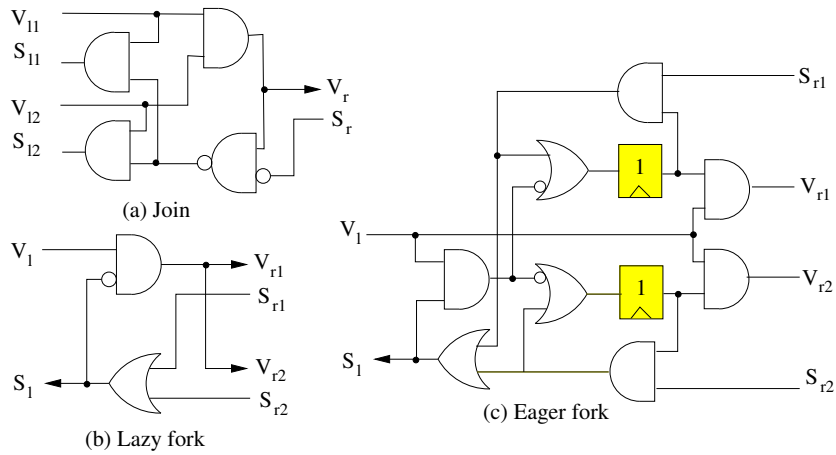 V_l1
S_l1
V_l2
S_l2
V_r
S_r
(a) Join
V_l
V_r1
S_r1
S_l
V_r2
S_r2
(b) Lazy fork
S_r1
1
V_r1
V_l
1
V_r2
S_l
S_r2
(c) Eager fork